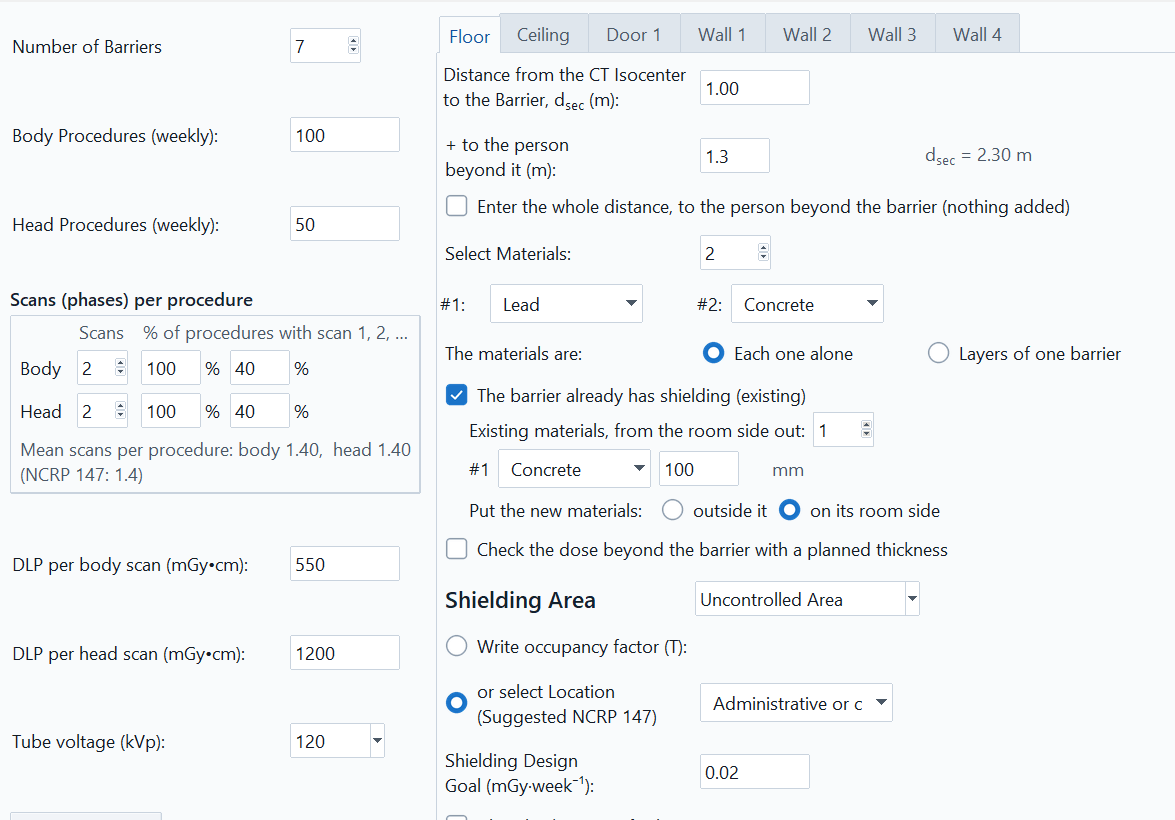 Number of Barriers
7
Body Procedures (weekly):
100
Head Procedures (weekly):
50
Scans (phases) per procedure
Scans % of procedures with scan 1, 2, ...
Body 2 100 % 40 %
Head 2 100 % 40 %
Mean scans per procedure: body 1.40, head 1.40
(NCRP 147: 1.4)
DLP per body scan (mGy•cm):
550
DLP per head scan (mGy•cm):
1200
Tube voltage (kVp):
120
Floor Ceiling Door 1 Wall 1 Wall 2 Wall 3 Wall 4
Distance from the CT Isocenter
to the Barrier, dsec (m):
1.00
+ to the person
beyond it (m):
1.3
dsec = 2.30 m
Enter the whole distance, to the person beyond the barrier (nothing added)
Select Materials:
2
#1: Lead #2: Concrete
The materials are: Each one alone Layers of one barrier
The barrier already has shielding (existing)
Existing materials, from the room side out: 1
#1 Concrete 100 mm
Put the new materials: outside it on its room side
Check the dose beyond the barrier with a planned thickness
Shielding Area
Uncontrolled Area
Write occupancy factor (T):
or select Location
(Suggested NCRP 147)
Administrative or c
Shielding Design
Goal (mGy·week⁻¹):
0.02